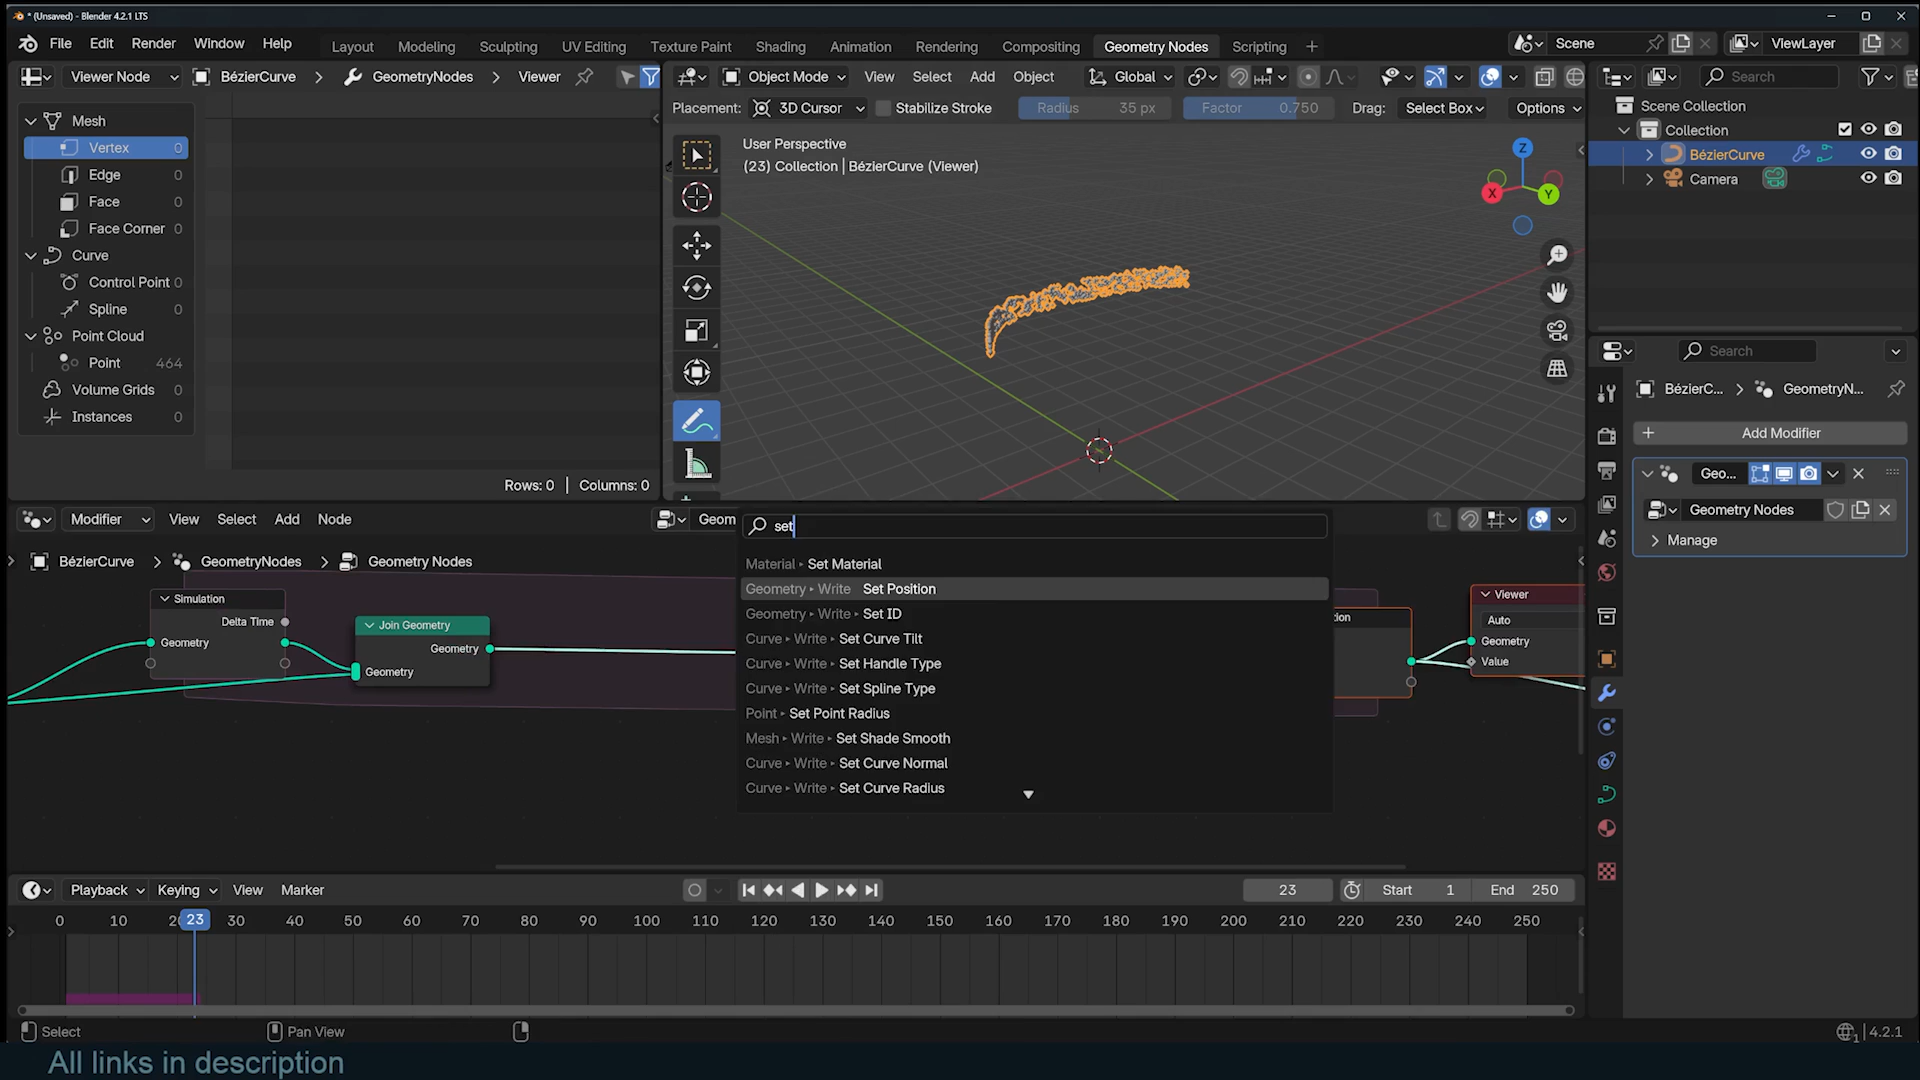 * (Unsaved) - Blender 4.2.1 LTS
File Edit Render Window Help
Layout Modeling Sculpting UV Editing Texture Paint Shading Animation Rendering Compositing Geometry Nodes Scripting
Scene
ViewLayer
Viewer Node
BézierCurve
GeometryNodes
Viewer
Object Mode View Select Add Object
Global
Search
Placement: 3D Cursor
Stabilize Stroke
Radius 35 px
Factor 0.750
Drag: Select Box
Options
Mesh
Vertex 0
Edge 0
Face 0
Face Corner 0
Curve
Control Point 0
Spline 0
Point Cloud
Point 464
Volume Grids 0
Instances 0
Rows: 0 | Columns: 0
User Perspective
(23) Collection | BézierCurve (Viewer)
Z
X
Y
Scene Collection
Collection
BézierCurve
Camera
Search
BézierC...
GeometryN...
Add Modifier
Geo...
Geometry Nodes
Manage
Modifier View Select Add Node
Geom
BézierCurve
GeometryNodes
Geometry Nodes
set
Material Set Material
Geometry Write Set Position
Geometry Write Set ID
Curve Write Set Curve Tilt
Curve Write Set Handle Type
Curve Write Set Spline Type
Point Set Point Radius
Mesh Write Set Shade Smooth
Curve Write Set Curve Normal
Curve Write Set Curve Radius
Simulation
Delta Time
Geometry
Join Geometry
Geometry
Geometry
tion
Viewer
Auto
Geometry
Value
Playback Keying View Marker
23
Start 1
End 250
0 10 20 23 30 40 50 60 70 80 90 100 110 120 130 140 150 160 170 180 190 200 210 220 230 240 250
Select
Pan View
4.2.1
All links in description